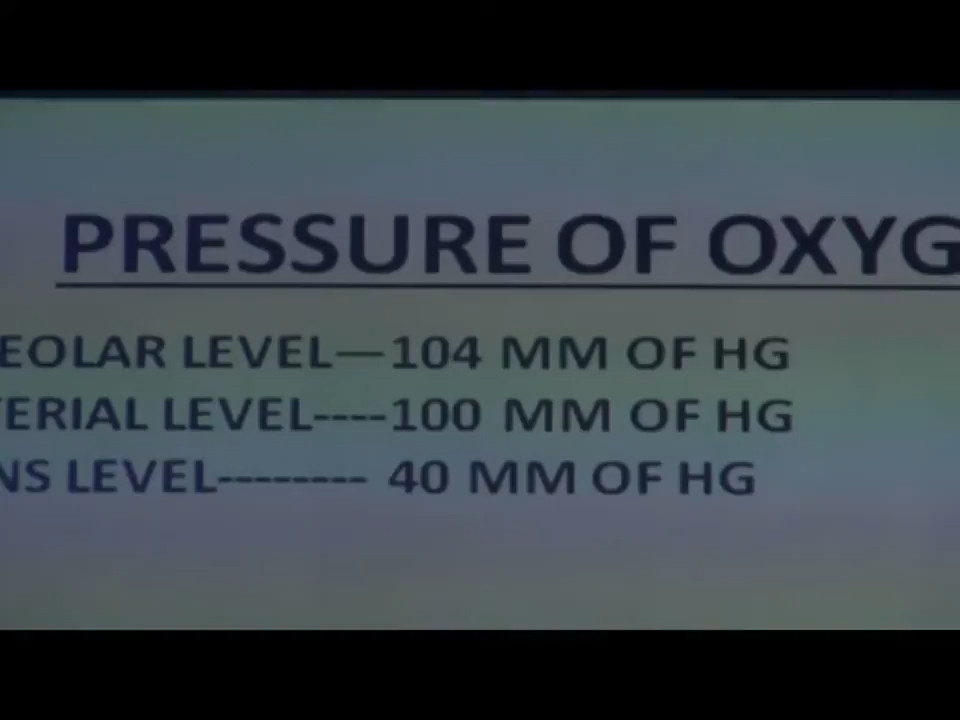 PRESSURE OF OXYG
EOLAR LEVEL—104 MM OF HG
ERIAL LEVEL----100 MM OF HG
NS LEVEL-------- 40 MM OF HG